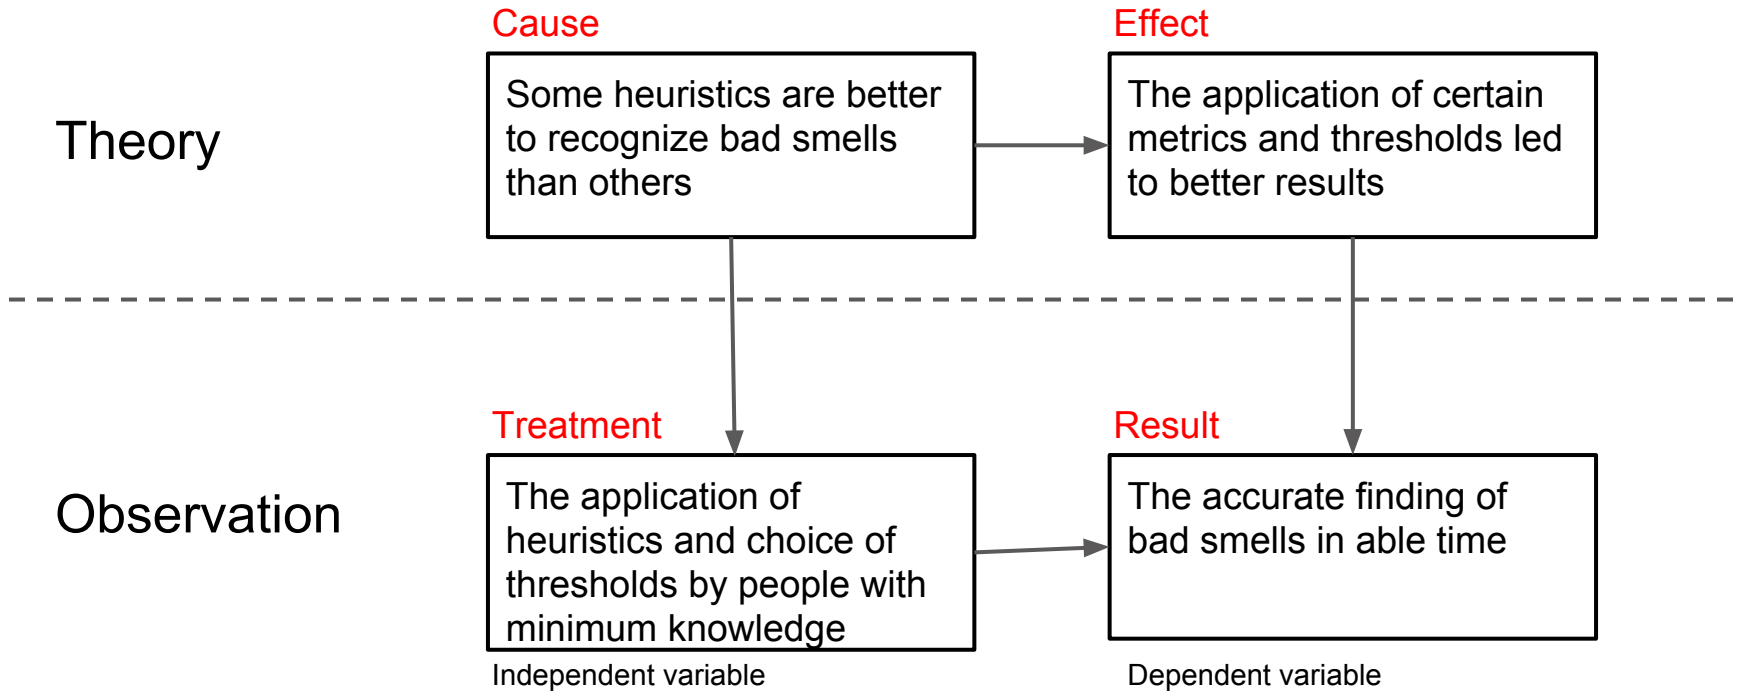 Cause
Some heuristics are better
to recognize bad smells
than others
Effect
The application of certain
metrics and thresholds led
to better results
Theory
Treatment
The application of
heuristics and choice of
thresholds by people with
minimum knowledge
Independent variable
Result
The accurate finding of
bad smells in able time
Dependent variable
Observation